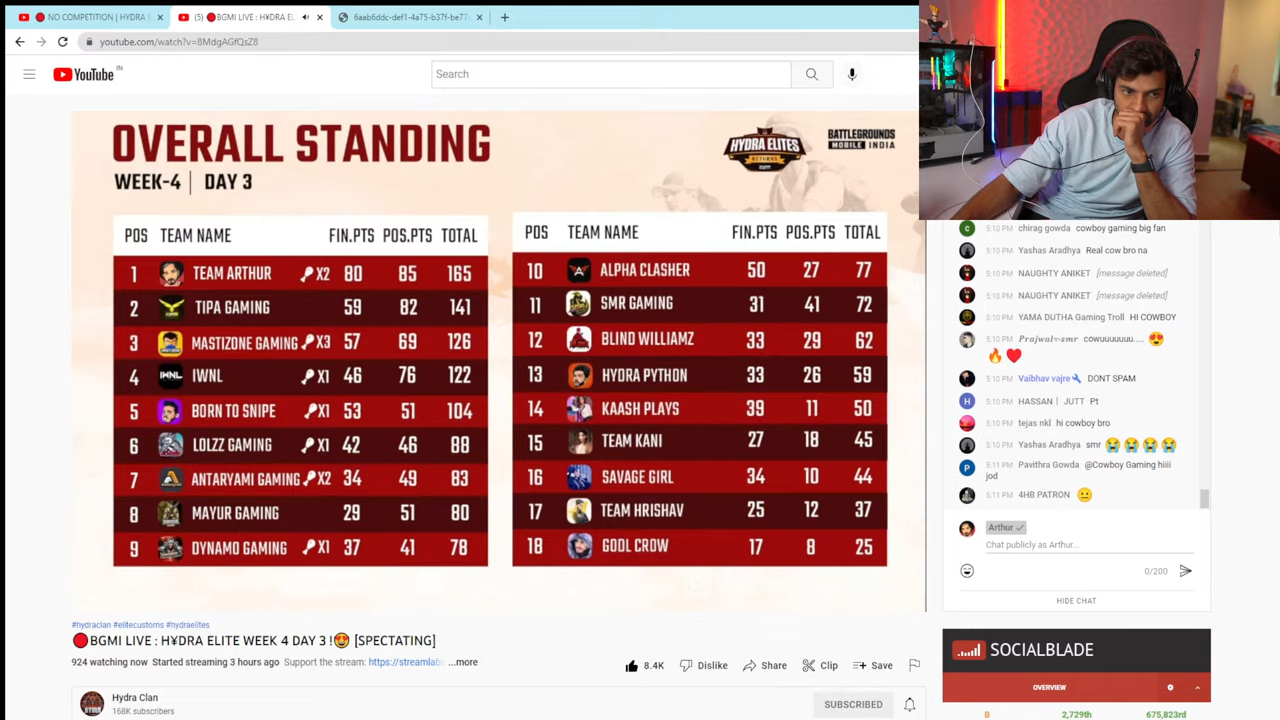 NO COMPETITION | HYDRA E
(5) 🔴BGMI LIVE : H¥DRA EL
6aab6ddc-def1-4a75-b37f-be77
youtube.com/watch?v=8MdgAGfQsZ8
YouTube IN
Search
OVERALL STANDING
WEEK-4 | DAY 3
HYDRA ELITES
RETURNS
BATTLEGROUNDS
MOBILE INDIA
POS TEAM NAME FIN.PTS POS.PTS TOTAL
1 TEAM ARTHUR X2 80 85 165
2 TIPA GAMING 59 82 141
3 MASTIZONE GAMING X3 57 69 126
4 IWNL IWNL X1 46 76 122
5 BORN TO SNIPE X1 53 51 104
6 LOLZZ GAMING X1 42 46 88
7 ANTARYAMI GAMING X2 34 49 83
8 MAYUR GAMING 29 51 80
9 DYNAMO GAMING X1 37 41 78
POS TEAM NAME FIN.PTS POS.PTS TOTAL
10 ALPHA CLASHER 50 27 77
11 SMR GAMING 31 41 72
12 BLIND WILLIAMZ 33 29 62
13 HYDRA PYTHON 33 26 59
14 KAASH PLAYS 39 11 50
15 TEAM KANI 27 18 45
16 SAVAGE GIRL 34 10 44
17 TEAM HRISHAV 25 12 37
18 GODL CROW 17 8 25
#hydraclan #elitecustoms #hydraelites
🔴BGMI LIVE : H¥DRA ELITE WEEK 4 DAY 3 !😍 [SPECTATING]
924 watching now Started streaming 3 hours ago Support the stream: https://streamlabs ...more
8.4K Dislike Share Clip Save
Hydra Clan
168K subscribers
SUBSCRIBED
C 5:10 PM chirag gowda cowboy gaming big fan
5:10 PM Yashas Aradhya Real cow bro na
5:10 PM NAUGHTY ANIKET [message deleted]
5:10 PM NAUGHTY ANIKET [message deleted]
5:10 PM YAMA DUTHA Gaming Troll HI COWBOY
5:10 PM Prajwal~smr cowuuuuuu..... 😍
🔥♥️
5:10 PM Vaibhav vajre🔧 DONT SPAM
H 5:10 PM HASSAN | JUTT Pt
5:10 PM tejas nkl hi cowboy bro
5:10 PM Yashas Aradhya smr 😭😭😭😭
P 5:11 PM Pavithra Gowda @Cowboy Gaming hiiii
jod
5:11 PM 4HB PATRON 😐
Arthur ✓
Chat publicly as Arthur...
0/200
HIDE CHAT
SOCIALBLADE
OVERVIEW
B 2,729th 675,823rd